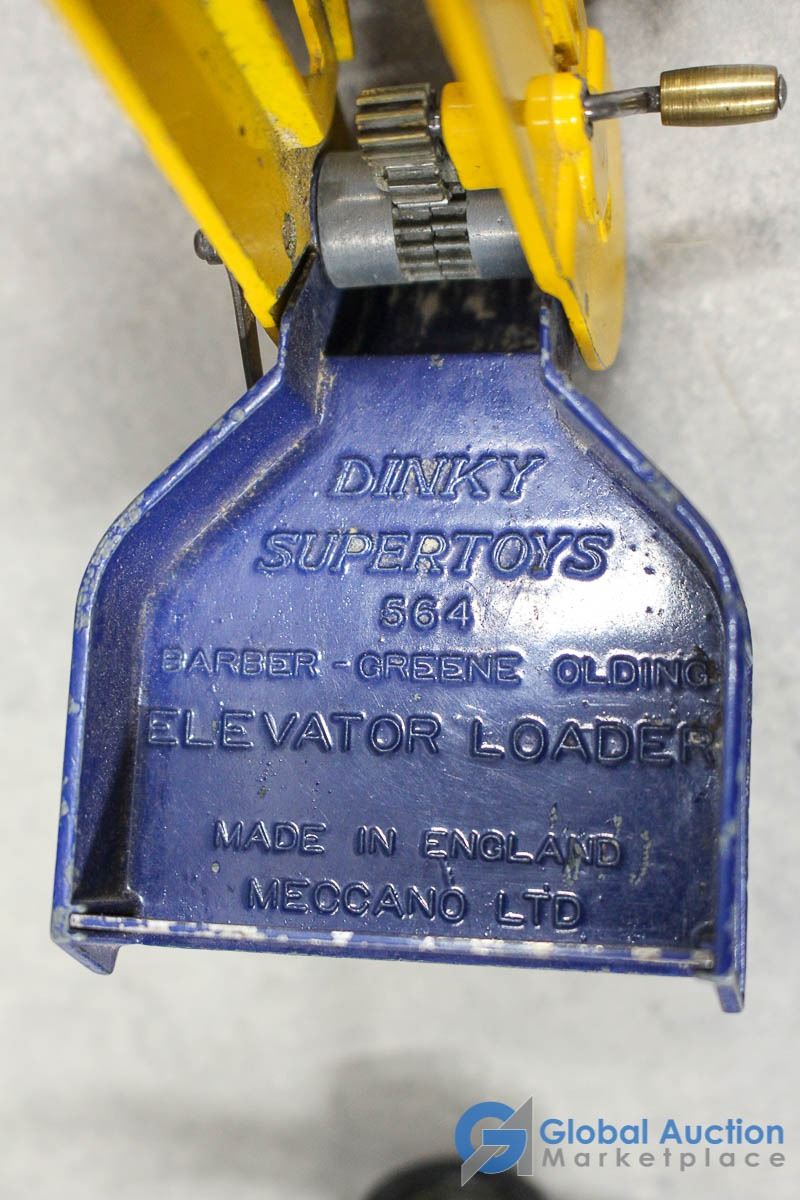 DINKY
SUPERTOYS
564
BARBER-GREENE OLDING
ELEVATOR LOADER
MADE IN ENGLAND
MECCANO LTD
Global Auction
Marketplace